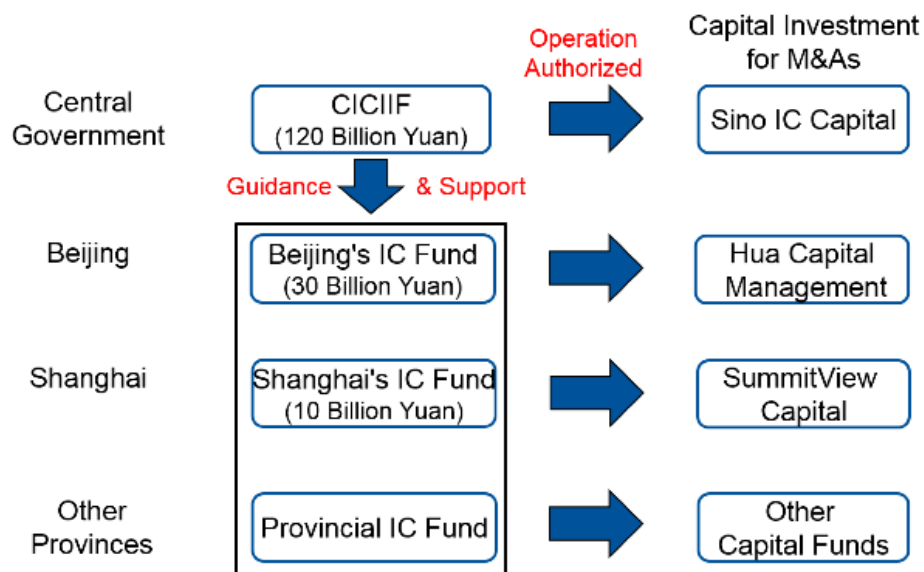 Operation
Authorized
Capital Investment
for M&As
Central
Government
CICIIF
(120 Billion Yuan)
Sino IC Capital
Guidance & Support
Beijing
Beijing's IC Fund
(30 Billion Yuan)
Hua Capital
Management
Shanghai
Shanghai's IC Fund
(10 Billion Yuan)
SummitView
Capital
Other
Provinces
Provincial IC Fund
Other
Capital Funds